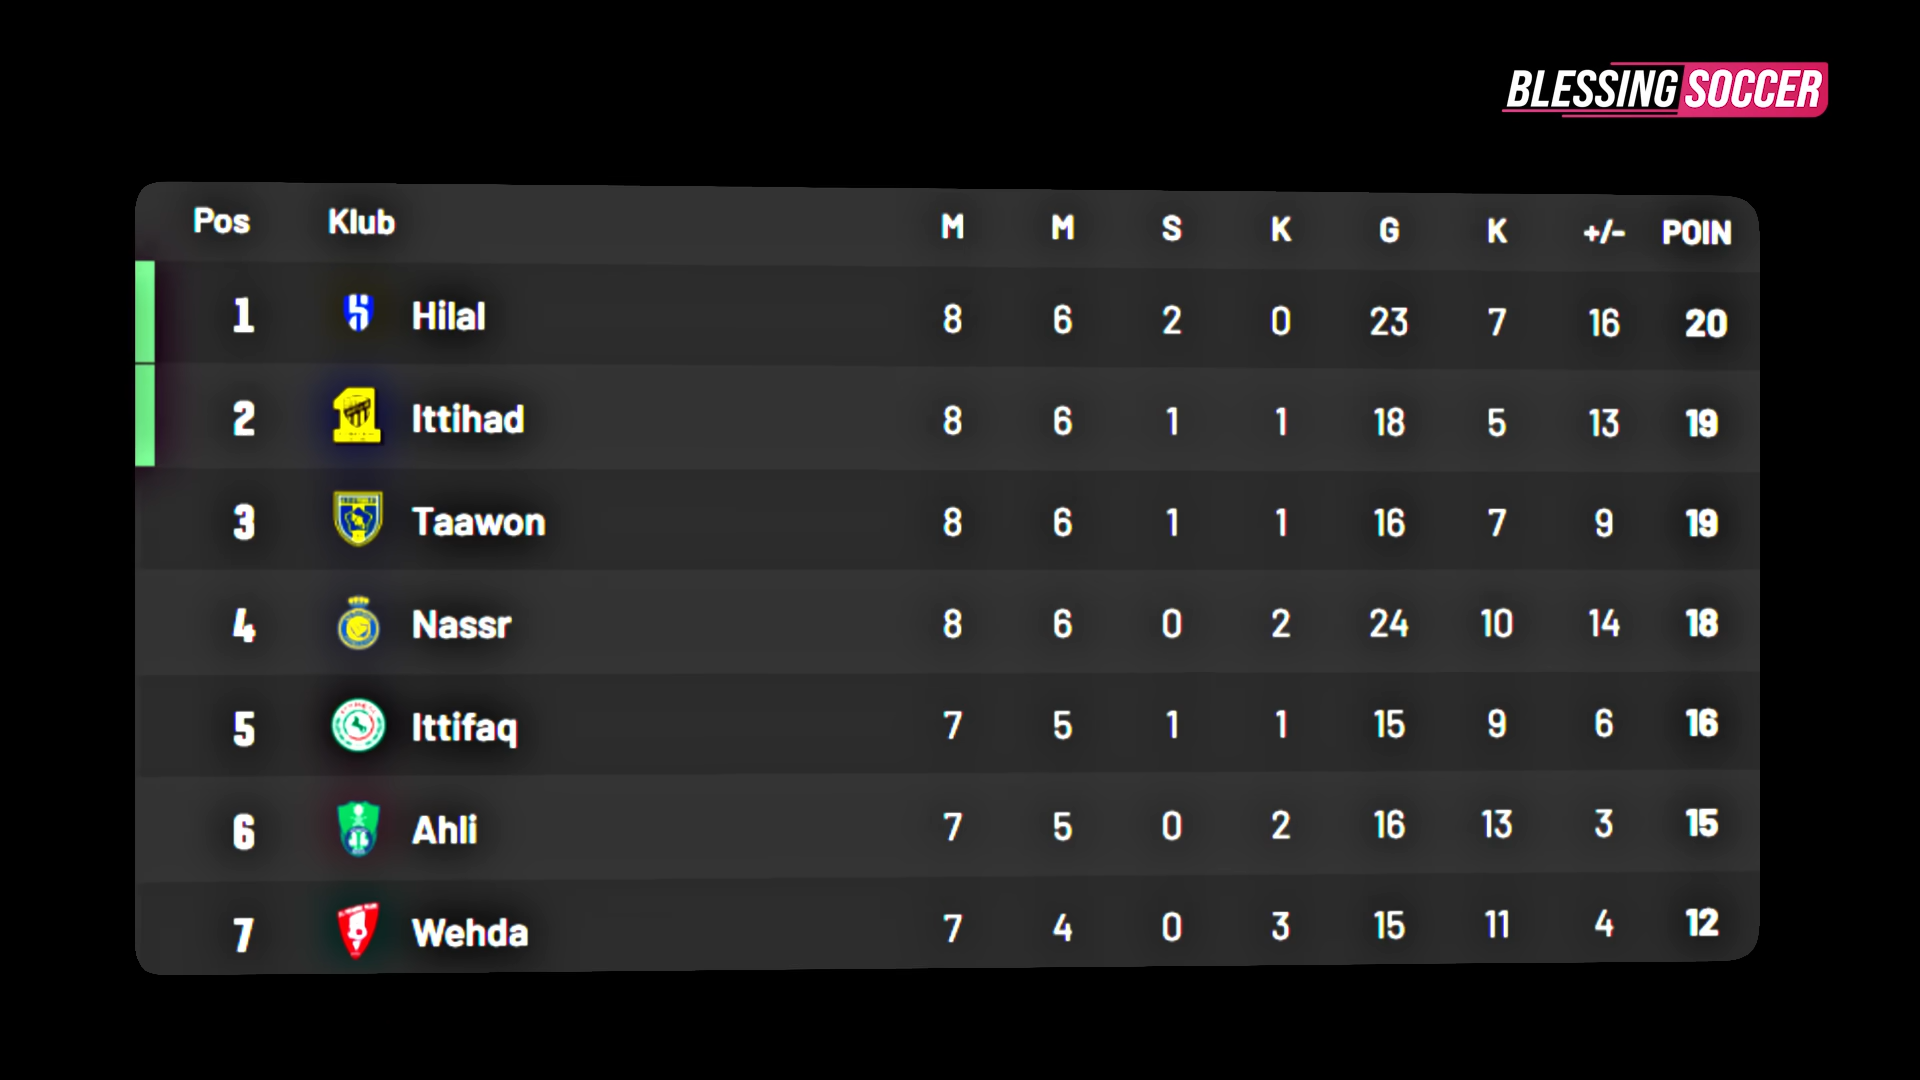 BLESSING SOCCER
Pos Klub M M S K G K +/- POIN
1 Hilal 8 6 2 0 23 7 16 20
2 Ittihad 8 6 1 1 18 5 13 19
3 Taawon 8 6 1 1 16 7 9 19
4 Nassr 8 6 0 2 24 10 14 18
5 Ittifaq 7 5 1 1 15 9 6 16
6 Ahli 7 5 0 2 16 13 3 15
7 Wehda 7 4 0 3 15 11 4 12